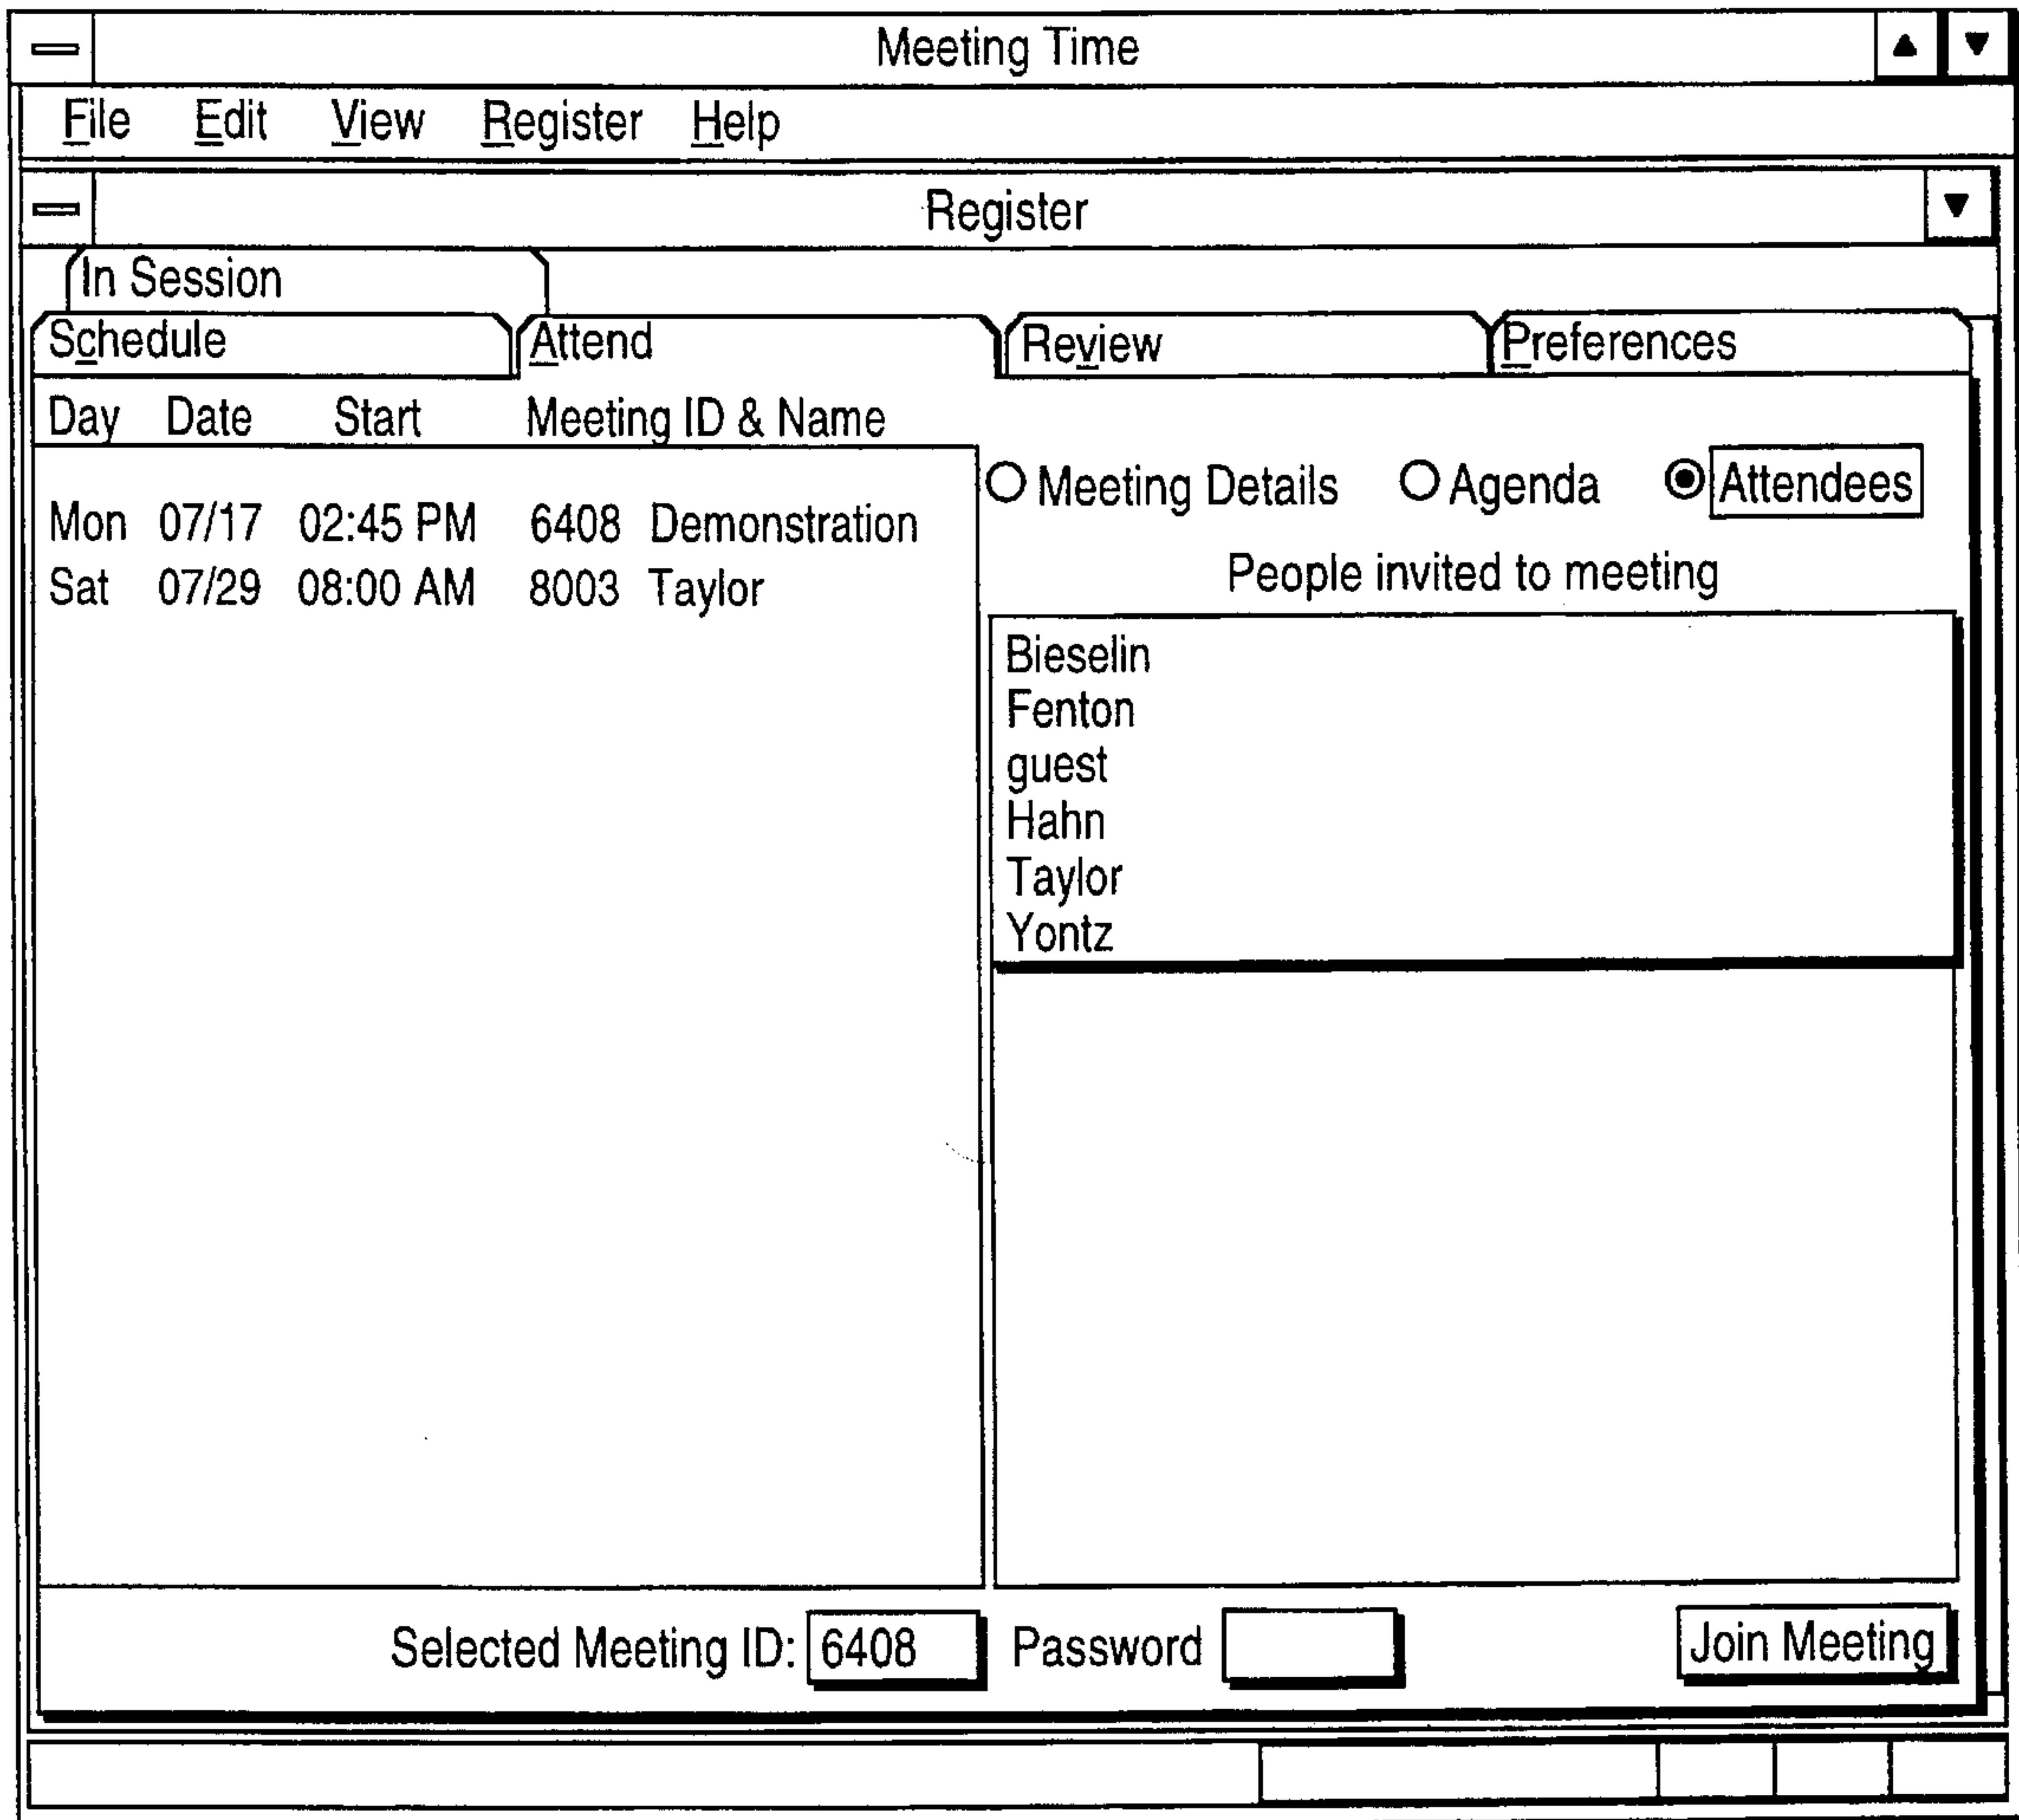 Meeting Time
File Edit View Register Help
Register
In Session
Schedule Attend Review Preferences
Day Date Start Meeting ID & Name
Meeting Details Agenda Attendees
Mon 07/17 02:45 PM 6408 Demonstration
Sat 07/29 08:00 AM 8003 Taylor
People invited to meeting
Bieselin
Fenton
guest
Hahn
Taylor
Yontz
Selected Meeting ID: 6408 Password Join Meeting